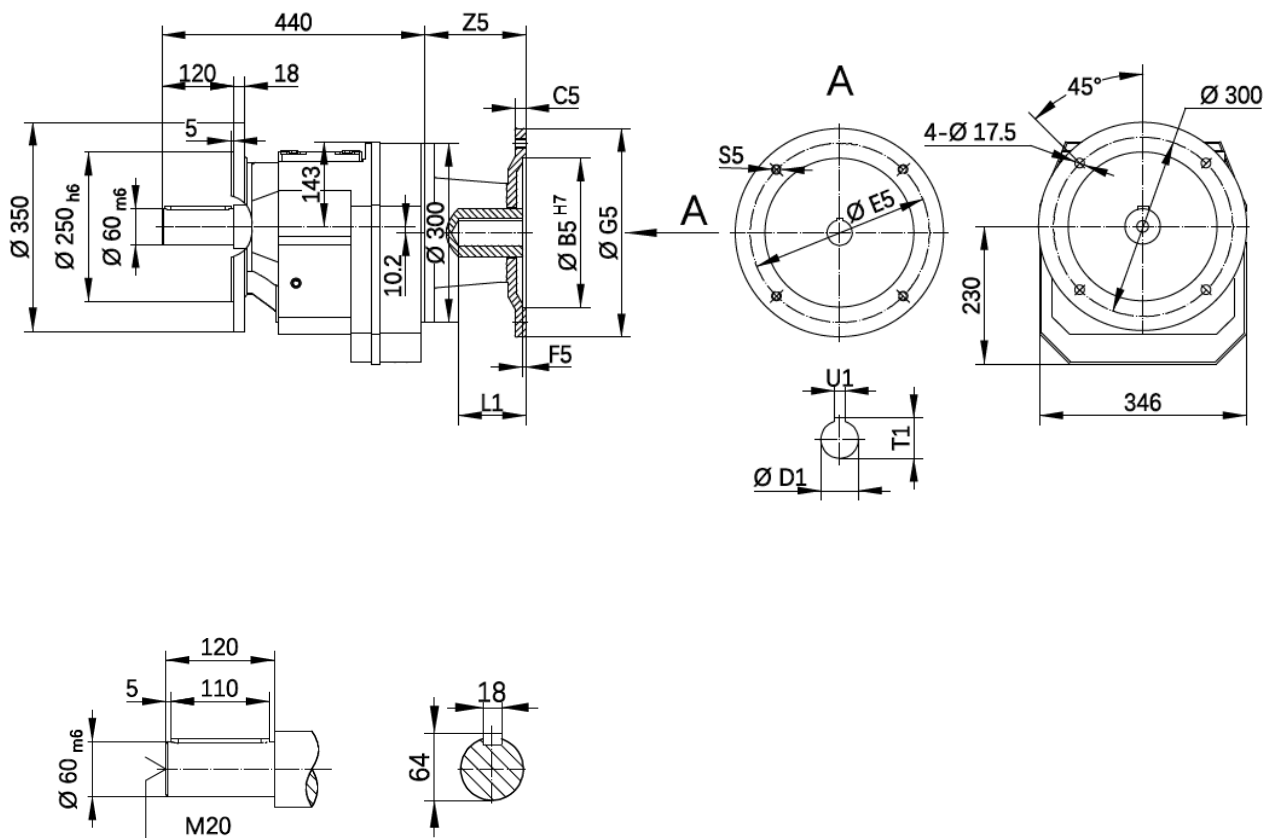 440
Z5
120
18
C5
5
143
Ø 350
Ø 250 h6
Ø 60 m6
Ø 300
10.2
Ø B5 H7
Ø G5
F5
L1
A
A
S5
Ø E5
45°
Ø 300
4-Ø 17.5
230
346
U1
T1
Ø D1
120
5
110
Ø 60 m6
M20
18
64